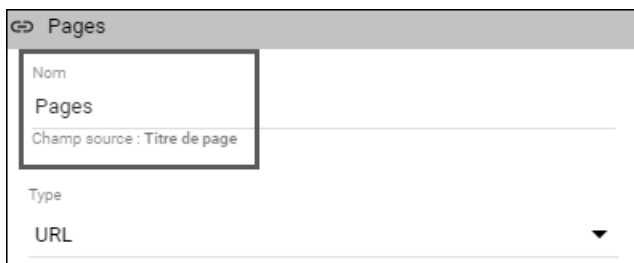 Pages
Nom
Pages
Champ source : Titre de page
Type
URL